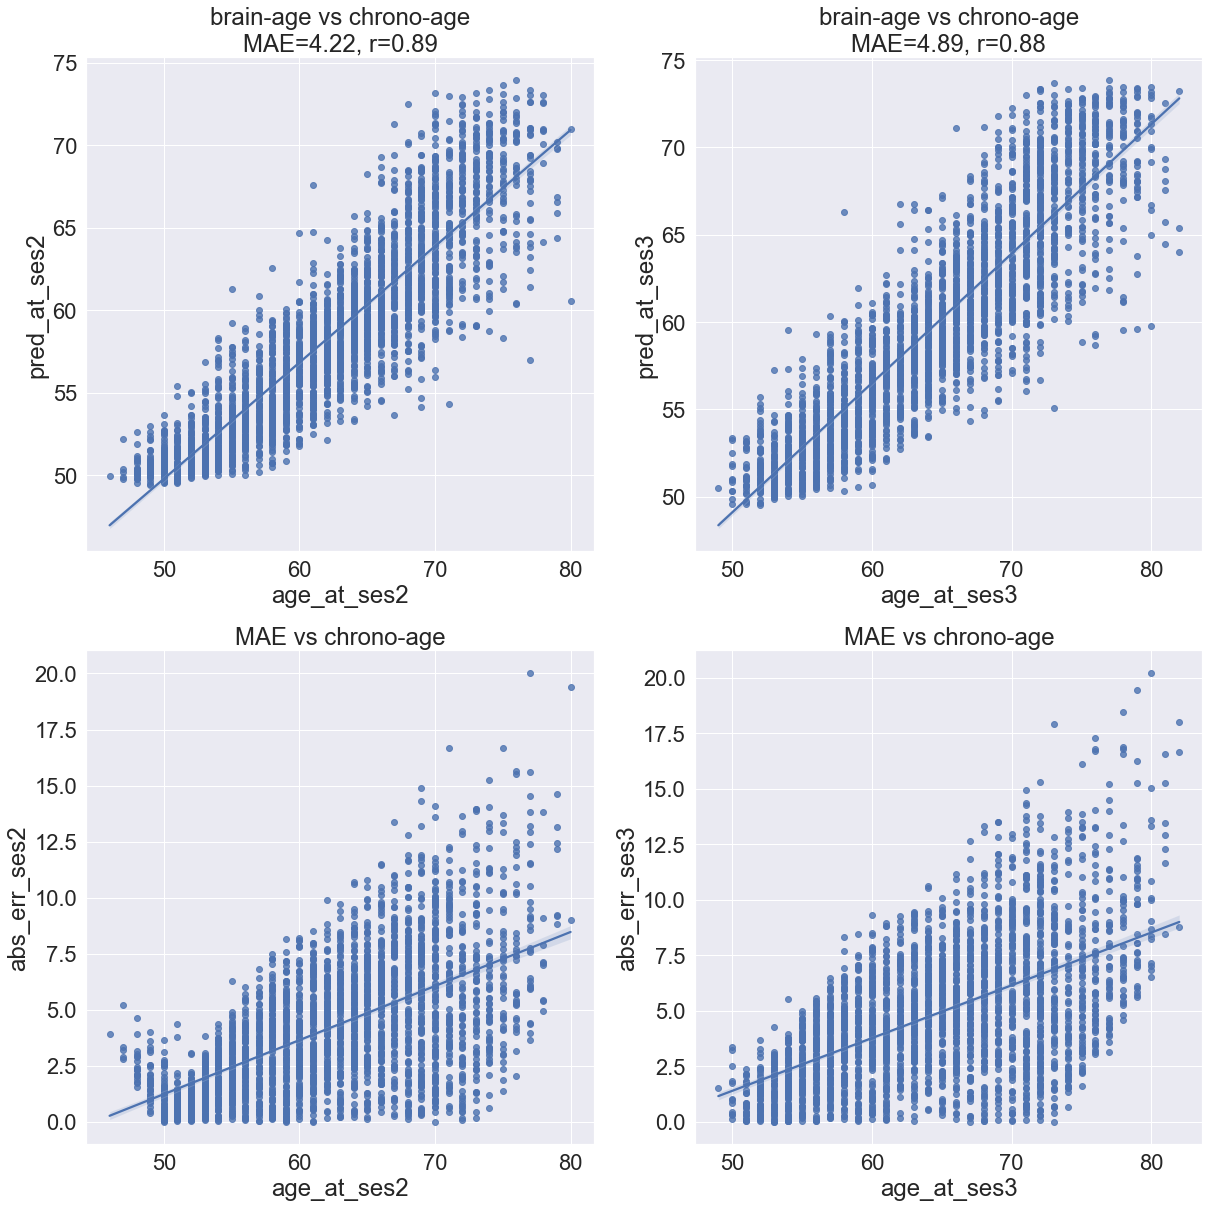 brain-age vs chrono-age
MAE=4.22, r=0.89
75
70
65
60
55
50
pred_at_ses2
50 60 70 80
age_at_ses2
brain-age vs chrono-age
MAE=4.89, r=0.88
75
70
65
60
55
50
pred_at_ses3
50 60 70 80
age_at_ses3
MAE vs chrono-age
20.0
17.5
15.0
12.5
10.0
7.5
5.0
2.5
0.0
abs_err_ses2
50 60 70 80
age_at_ses2
MAE vs chrono-age
20.0
17.5
15.0
12.5
10.0
7.5
5.0
2.5
0.0
abs_err_ses3
50 60 70 80
age_at_ses3